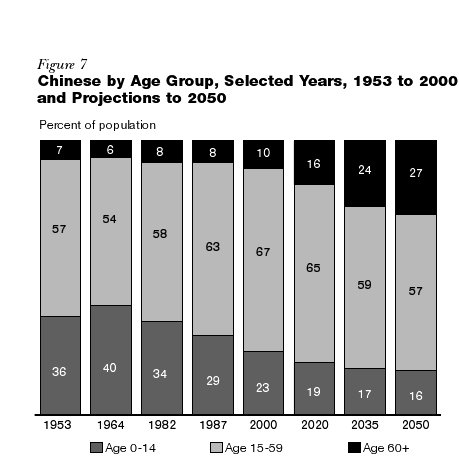 Figure 7
Chinese by Age Group, Selected Years, 1953 to 2000
and Projections to 2050
Percent of population
7 6 8 8 10 16 24 27
57 54 58 63 67 65 59 57
36 40 34 29 23 19 17 16
1953 1964 1982 1987 2000 2020 2035 2050
Age 0-14 Age 15-59 Age 60+